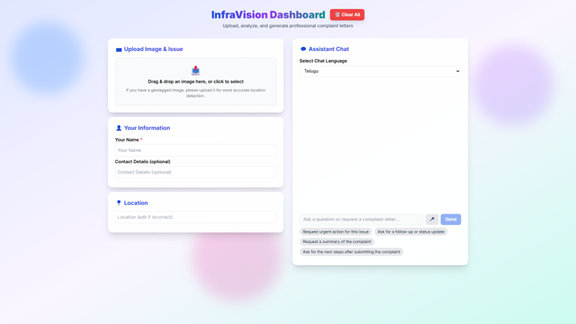 InfraVision Dashboard
Clear All
Upload, analyze, and generate professional complaint letters
Upload Image & Issue
Drag & drop an image here, or click to select
If you have a geotagged image, please upload it for more accurate location
detection.
Your Information
Your Name *
Your Name
Contact Details (optional)
Contact Details (optional)
Location
Location (edit if incorrect)
Assistant Chat
Select Chat Language
Telugu
Ask a question or request a complaint letter...
Send
Request urgent action for this issue
Ask for a follow-up or status update
Request a summary of the complaint
Ask for the next steps after submitting the complaint